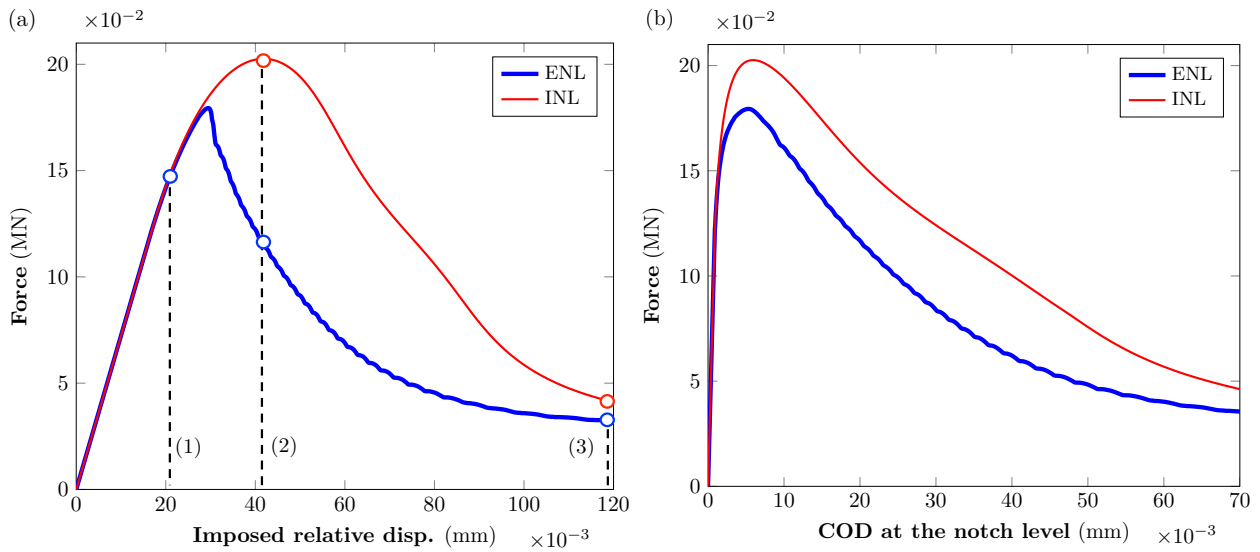 (a)
×10⁻²
Force (MN)
20
15
10
5
0
ENL
INL
(1)
(2)
(3)
0 20 40 60 80 100 120
Imposed relative disp. (mm) ×10⁻³
(b)
×10⁻²
Force (MN)
20
15
10
5
0
ENL
INL
0 10 20 30 40 50 60 70
COD at the notch level (mm) ×10⁻³